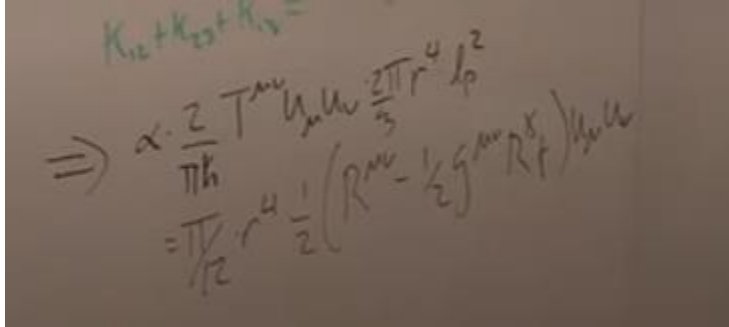 K₁₂+K₂₃+K₁₃=
⇒ α · 2/(πħ) T^{μν} u_μ u_ν 2π/3 r⁴ l_p²
= π/12 · r⁴ 1/2 (R^{μν} - 1/2 g^{μν} R^γ_γ) u_μ u_ν